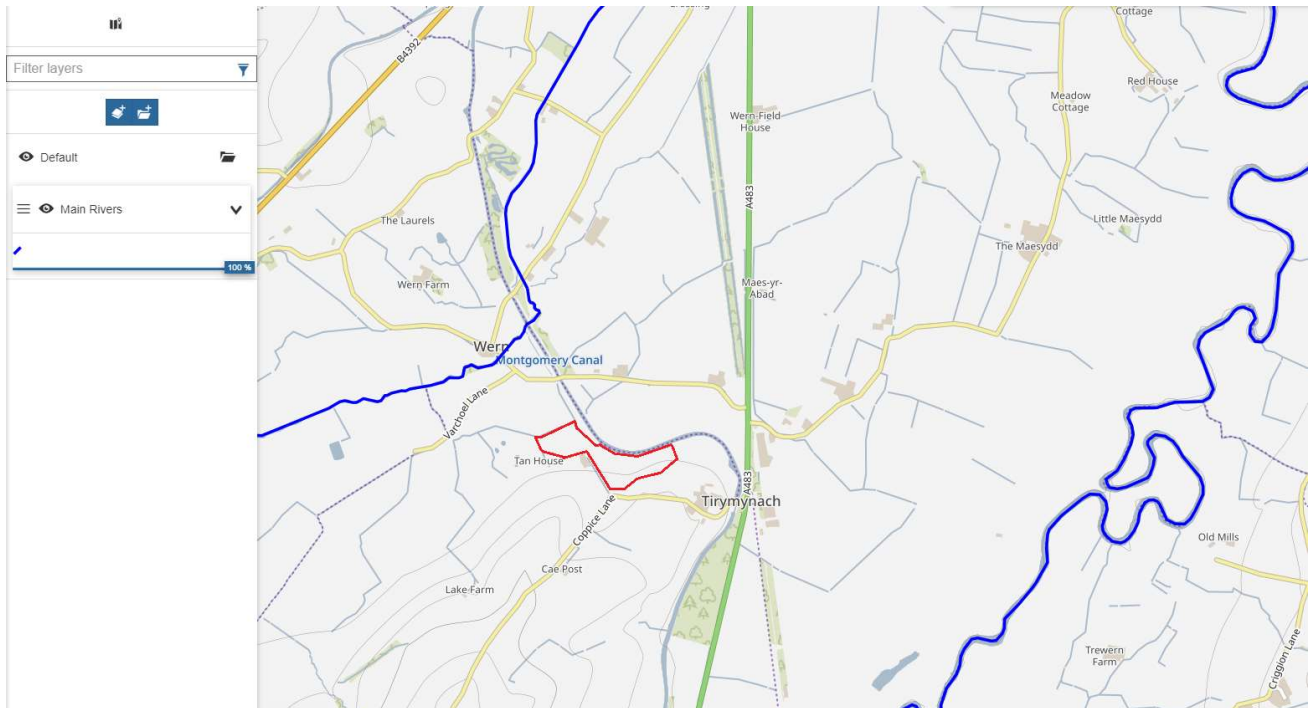 Filter layers
Default
Main Rivers
100 %
B4392
Cottage
Red House
Meadow
Cottage
Wern-Field
House
A483
The Laurels
Little Maesydd
The Maesydd
Wern Farm
Maes-yr-
Abad
Wern
Montgomery Canal
Varchoel Lane
Tan House
A483
Tirymynach
Coppice Lane
Old Mills
Cae Post
Lake Farm
Trewern
Farm
Criggion Lane